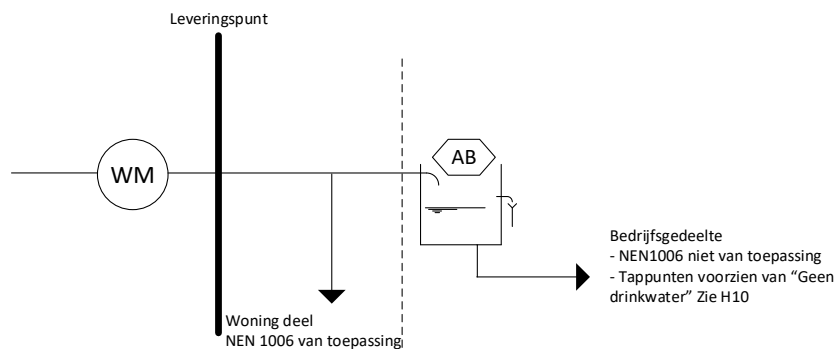 Leveringspunt
WM
AB
Woning deel
NEN 1006 van toepassing
Bedrijfsgedeelte
- NEN1006 niet van toepassing
- Tappunten voorzien van “Geen
drinkwater” Zie H10